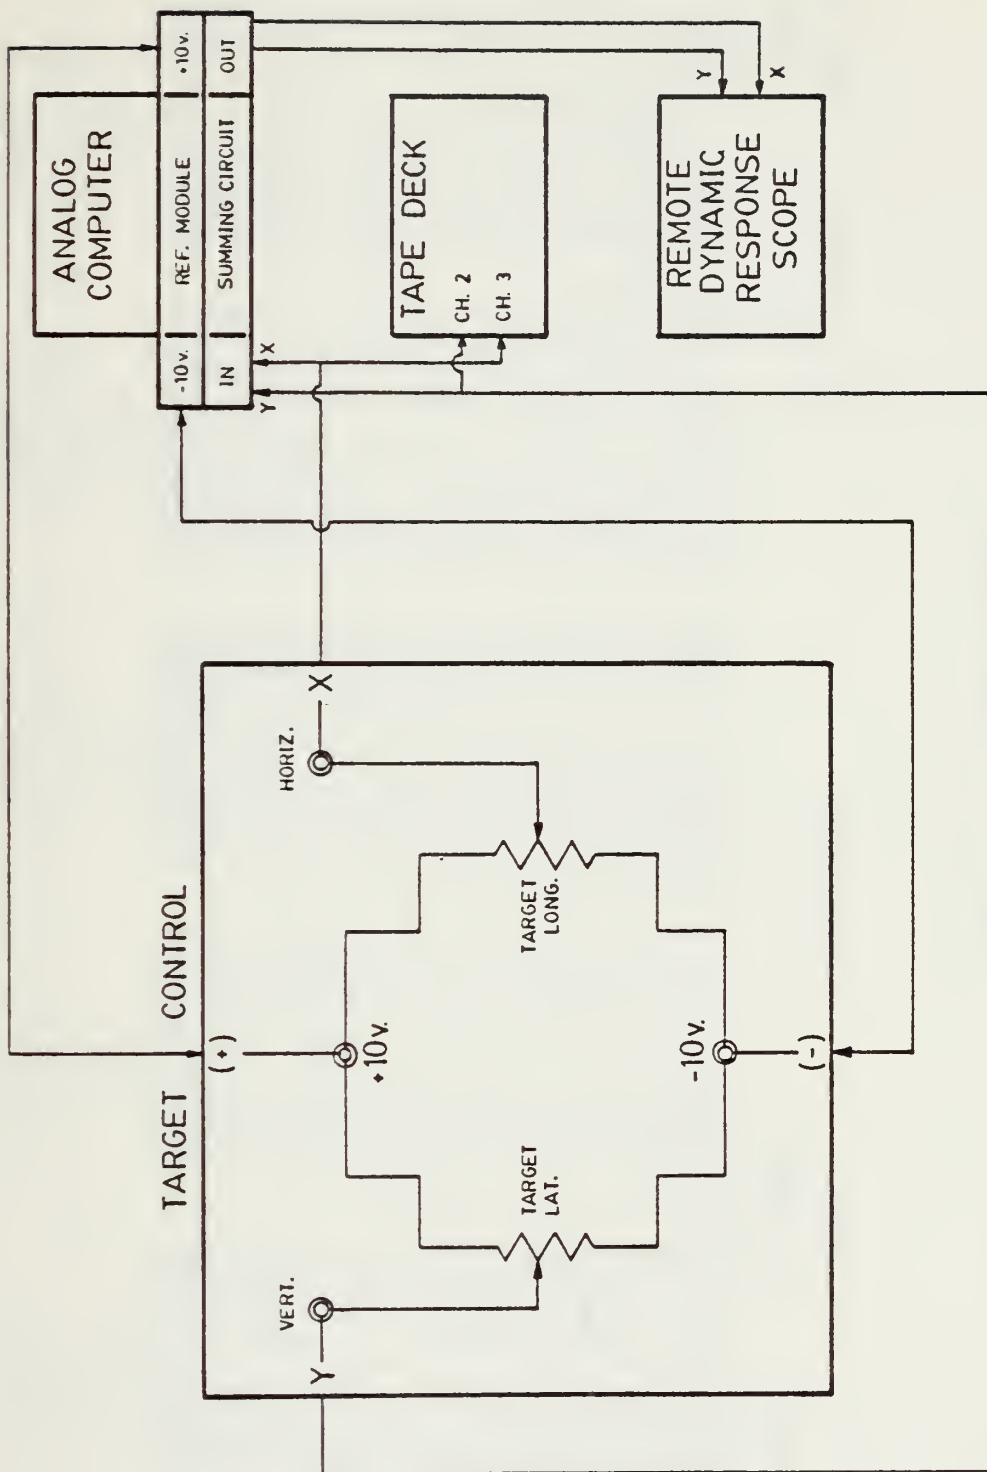 TARGET CONTROL
(+)
+10v.
VERT.
HORIZ.
Y
X
TARGET
LAT.
TARGET
LONG.
-10v.
(-)
ANALOG
COMPUTER
-10v. REF. MODULE +10v.
IN SUMMING CIRCUIT OUT
Y
X
TAPE DECK
CH. 2
CH. 3
Y
X
REMOTE
DYNAMIC
RESPONSE
SCOPE